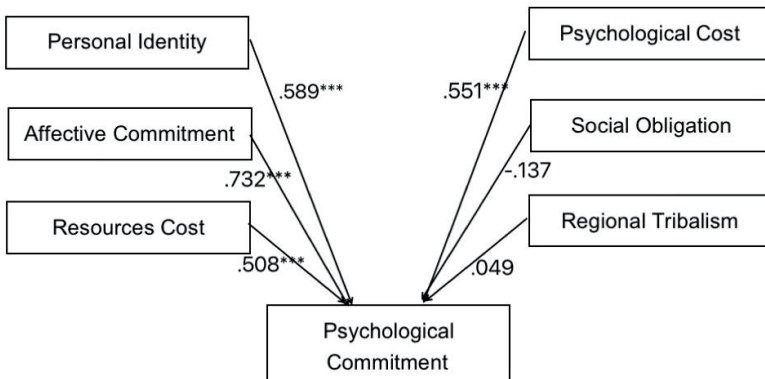 Personal Identity
Psychological Cost
.589***
.551***
Affective Commitment
Social Obligation
.732***
-.137
Resources Cost
Regional Tribalism
.508***
.049
Psychological
Commitment